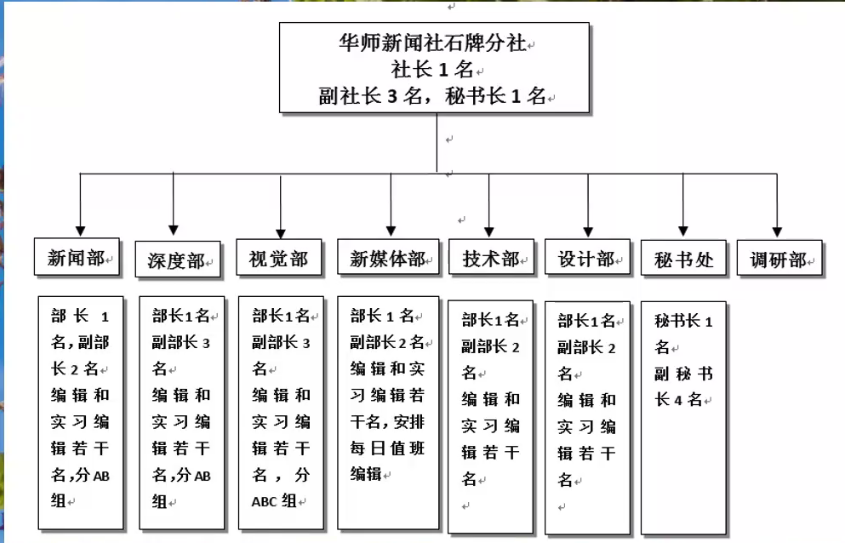 华师新闻社石牌分社
社长1名
副社长3名，秘书长1名
新闻部
深度部
视觉部
新媒体部
技术部
设计部
秘书处
调研部
部长1
名，副部
长2名
编辑和
实习编
辑若干
名，分AB
组
部长1名
副部长3
名
编辑和
实习编
辑若干
名，分AB
组
部长1名
副部长3
名
编辑和
实习编
辑若干
名，分
ABC组
部长1名
副部长2名
编辑和实
习编辑若
干名，安排
每日值班
编辑
部长1名
副部长2
名
编辑和
实习编
辑若干
名
部长1名
副部长2
名
编辑和
实习编
辑若干
名
秘书长1
名
副秘书
长4名